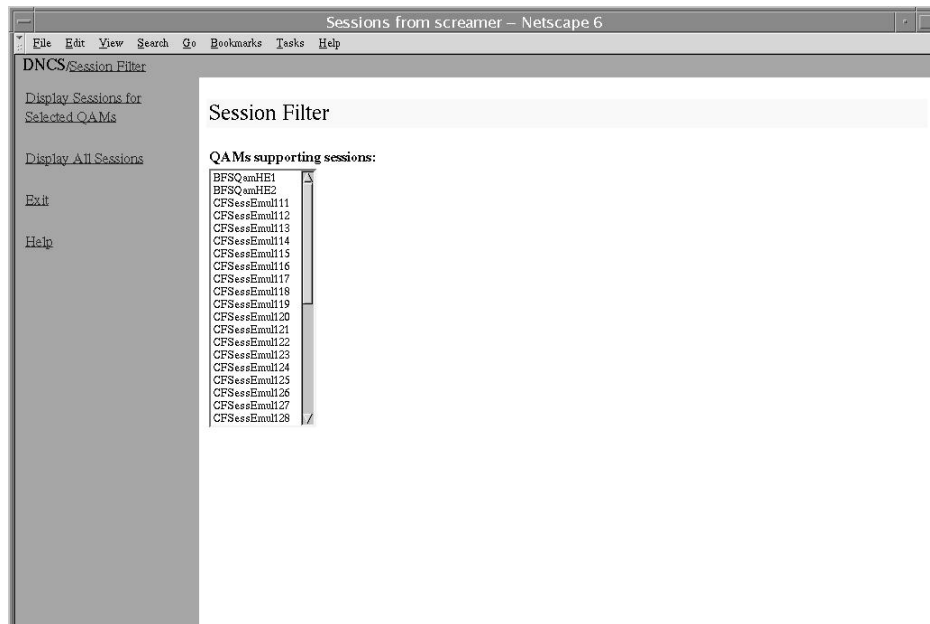 Sessions from screamer – Netscape 6
File Edit View Search Go Bookmarks Tasks Help
DNCS/Session Filter
Display Sessions for
Selected QAMs
Display All Sessions
Exit
Help
Session Filter
QAMs supporting sessions:
BFSQamHE1
BFSQamHE2
CFSessEmul111
CFSessEmul112
CFSessEmul113
CFSessEmul114
CFSessEmul115
CFSessEmul116
CFSessEmul117
CFSessEmul118
CFSessEmul119
CFSessEmul120
CFSessEmul121
CFSessEmul122
CFSessEmul123
CFSessEmul124
CFSessEmul125
CFSessEmul126
CFSessEmul127
CFSessEmul128